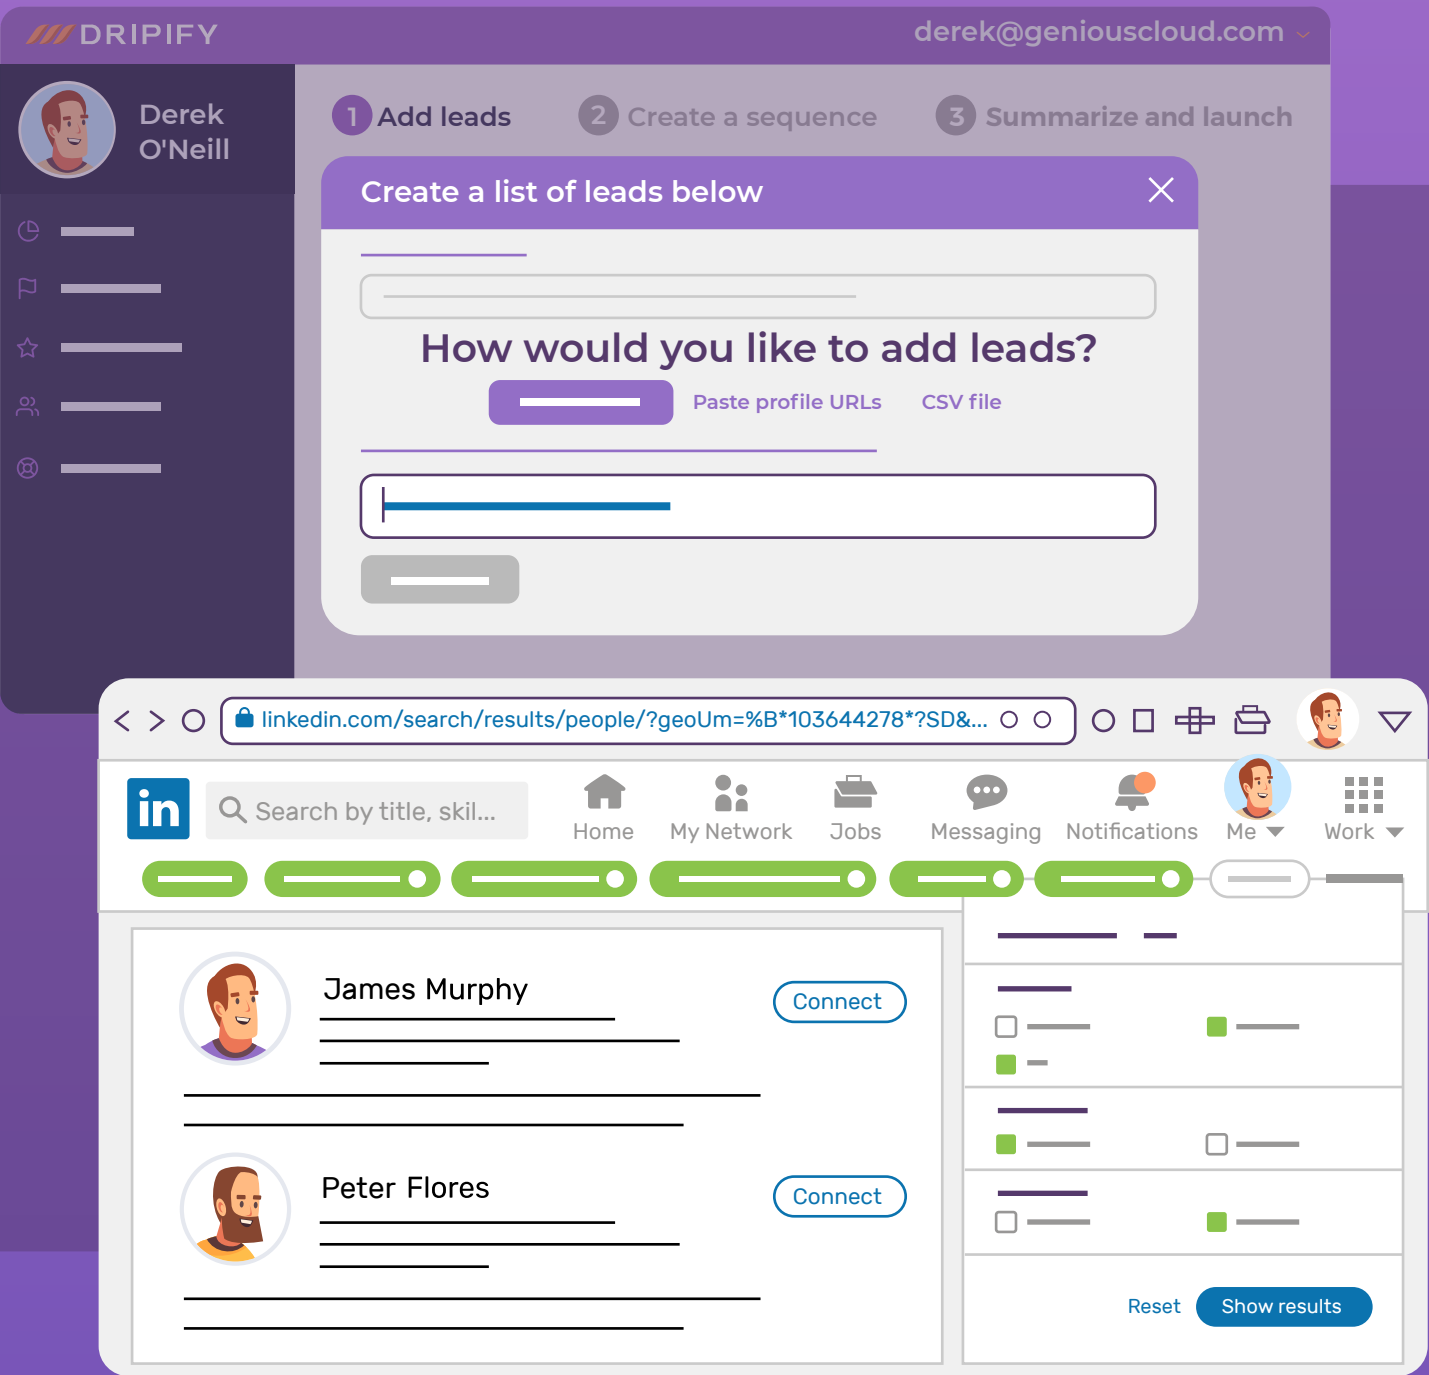 DRIPIFY
derek@geniouscloud.com
Derek
O'Neill
1 Add leads
2 Create a sequence
3 Summarize and launch
Create a list of leads below
How would you like to add leads?
Paste profile URLs
CSV file
linkedin.com/search/results/people/?geoUm=%B*103644278*?SD&...
in
Search by title, skil...
Home
My Network
Jobs
Messaging
Notifications
Me
Work
James Murphy
Connect
Peter Flores
Connect
Reset
Show results